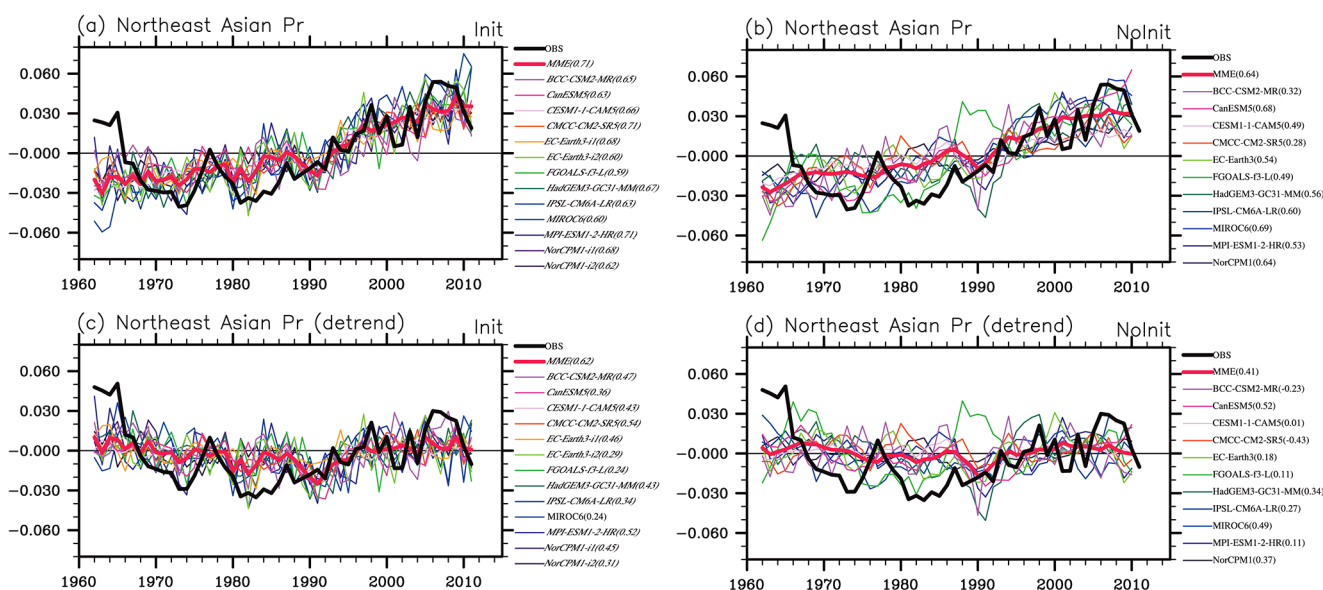 (a) Northeast Asian Pr
Init
0.060
0.030
−0.000
−0.030
−0.060
1960 1970 1980 1990 2000 2010
OBS
MME(0.71)
BCC-CSM2-MR(0.65)
CanESM5(0.63)
CESM1-1-CAM5(0.66)
CMCC-CM2-SR5(0.71)
EC-Earth3-i1(0.68)
EC-Earth3-i2(0.60)
FGOALS-f3-L(0.59)
HadGEM3-GC31-MM(0.67)
IPSL-CM6A-LR(0.63)
MIROC6(0.60)
MPI-ESM1-2-HR(0.71)
NorCPM1-i1(0.68)
NorCPM1-i2(0.62)
(b) Northeast Asian Pr
NoInit
0.060
0.030
−0.000
−0.030
−0.060
1960 1970 1980 1990 2000 2010
OBS
MME(0.64)
BCC-CSM2-MR(0.32)
CanESM5(0.68)
CESM1-1-CAM5(0.49)
CMCC-CM2-SR5(0.28)
EC-Earth3(0.54)
FGOALS-f3-L(0.49)
HadGEM3-GC31-MM(0.56)
IPSL-CM6A-LR(0.60)
MIROC6(0.69)
MPI-ESM1-2-HR(0.53)
NorCPM1(0.64)
(c) Northeast Asian Pr (detrend)
Init
0.060
0.030
−0.000
−0.030
−0.060
1960 1970 1980 1990 2000 2010
OBS
MME(0.62)
BCC-CSM2-MR(0.47)
CanESM5(0.36)
CESM1-1-CAM5(0.43)
CMCC-CM2-SR5(0.54)
EC-Earth3-i1(0.46)
EC-Earth3-i2(0.29)
FGOALS-f3-L(0.24)
HadGEM3-GC31-MM(0.43)
IPSL-CM6A-LR(0.34)
MIROC6(0.24)
MPI-ESM1-2-HR(0.52)
NorCPM1-i1(0.45)
NorCPM1-i2(0.31)
(d) Northeast Asian Pr (detrend)
NoInit
0.060
0.030
−0.000
−0.030
−0.060
1960 1970 1980 1990 2000 2010
OBS
MME(0.41)
BCC-CSM2-MR(-0.23)
CanESM5(0.52)
CESM1-1-CAM5(0.01)
CMCC-CM2-SR5(-0.43)
EC-Earth3(0.18)
FGOALS-f3-L(0.11)
HadGEM3-GC31-MM(0.34)
IPSL-CM6A-LR(0.27)
MIROC6(0.49)
MPI-ESM1-2-HR(0.11)
NorCPM1(0.37)